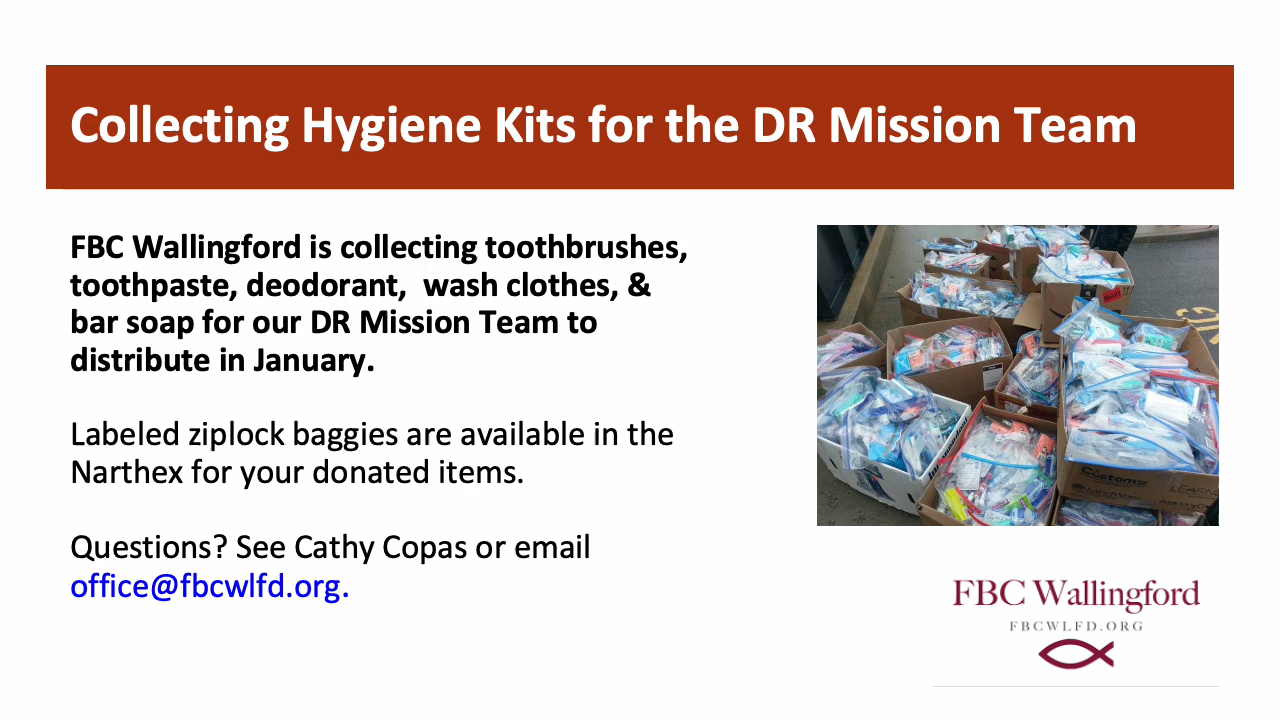 Collecting Hygiene Kits for the DR Mission Team
FBC Wallingford is collecting toothbrushes,
toothpaste, deodorant,  wash clothes, &
bar soap for our DR Mission Team to
distribute in January.
Labeled ziplock baggies are available in the
Narthex for your donated items.
Questions? See Cathy Copas or email
office@fbcwlfd.org.
Custom
FBC Wallingford
FBCWLFD.ORG